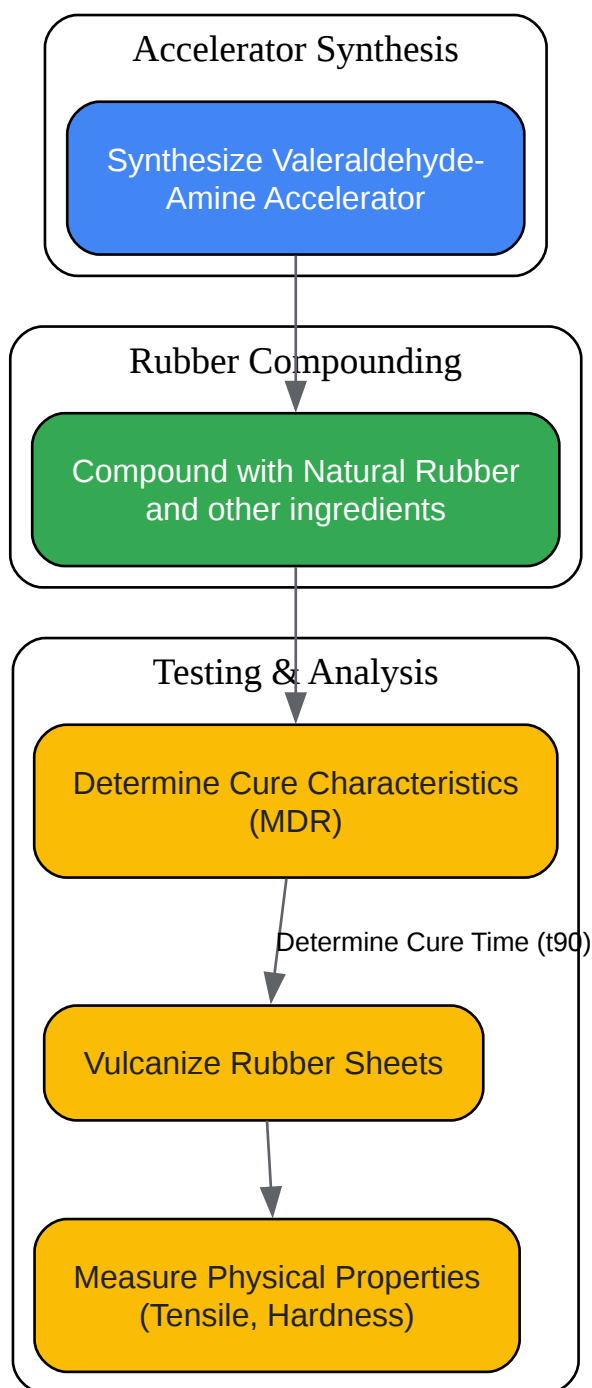 Accelerator Synthesis
Synthesize Valeraldehyde-
Amine Accelerator
Rubber Compounding
Compound with Natural Rubber
and other ingredients
Testing & Analysis
Determine Cure Characteristics
(MDR)
Determine Cure Time (t90)
Vulcanize Rubber Sheets
Measure Physical Properties
(Tensile, Hardness)